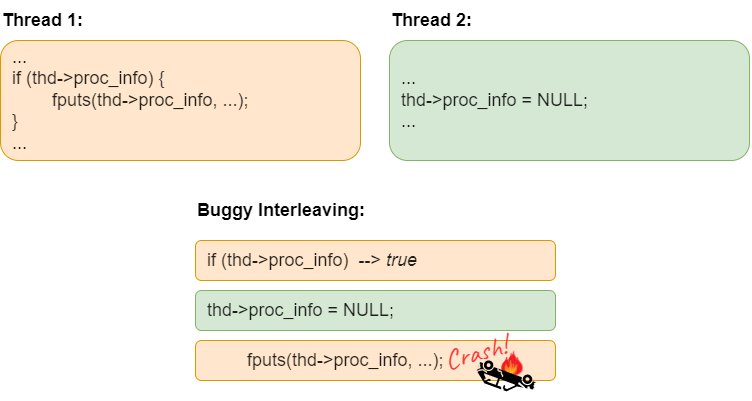 Thread 1:
...
if (thd->proc_info) {
fputs(thd->proc_info, ...);
}
...
Thread 2:
...
thd->proc_info = NULL;
...
Buggy Interleaving:
if (thd->proc_info)  --> true
thd->proc_info = NULL;
fputs(thd->proc_info, ...); Crash!